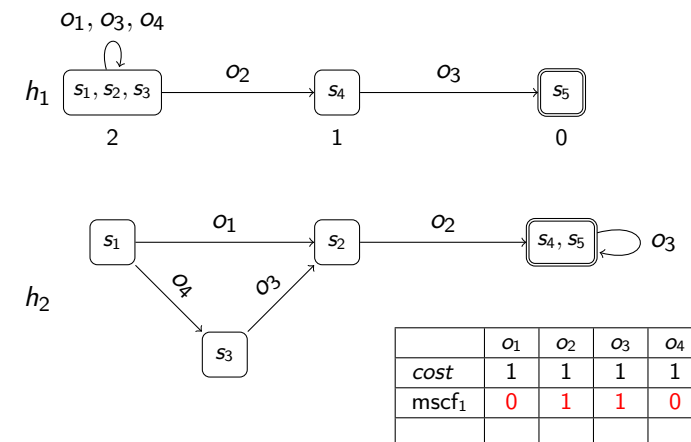 o₁, o₃, o₄
h₁
s₁, s₂, s₃
o₂
s₄
o₃
s₅
2
1
0
h₂
s₁
o₁
s₂
o₂
s₄, s₅
o₃
o₄
o₃
s₃
o₁ o₂ o₃ o₄
cost 1 1 1 1
mscf₁ 0 1 1 0